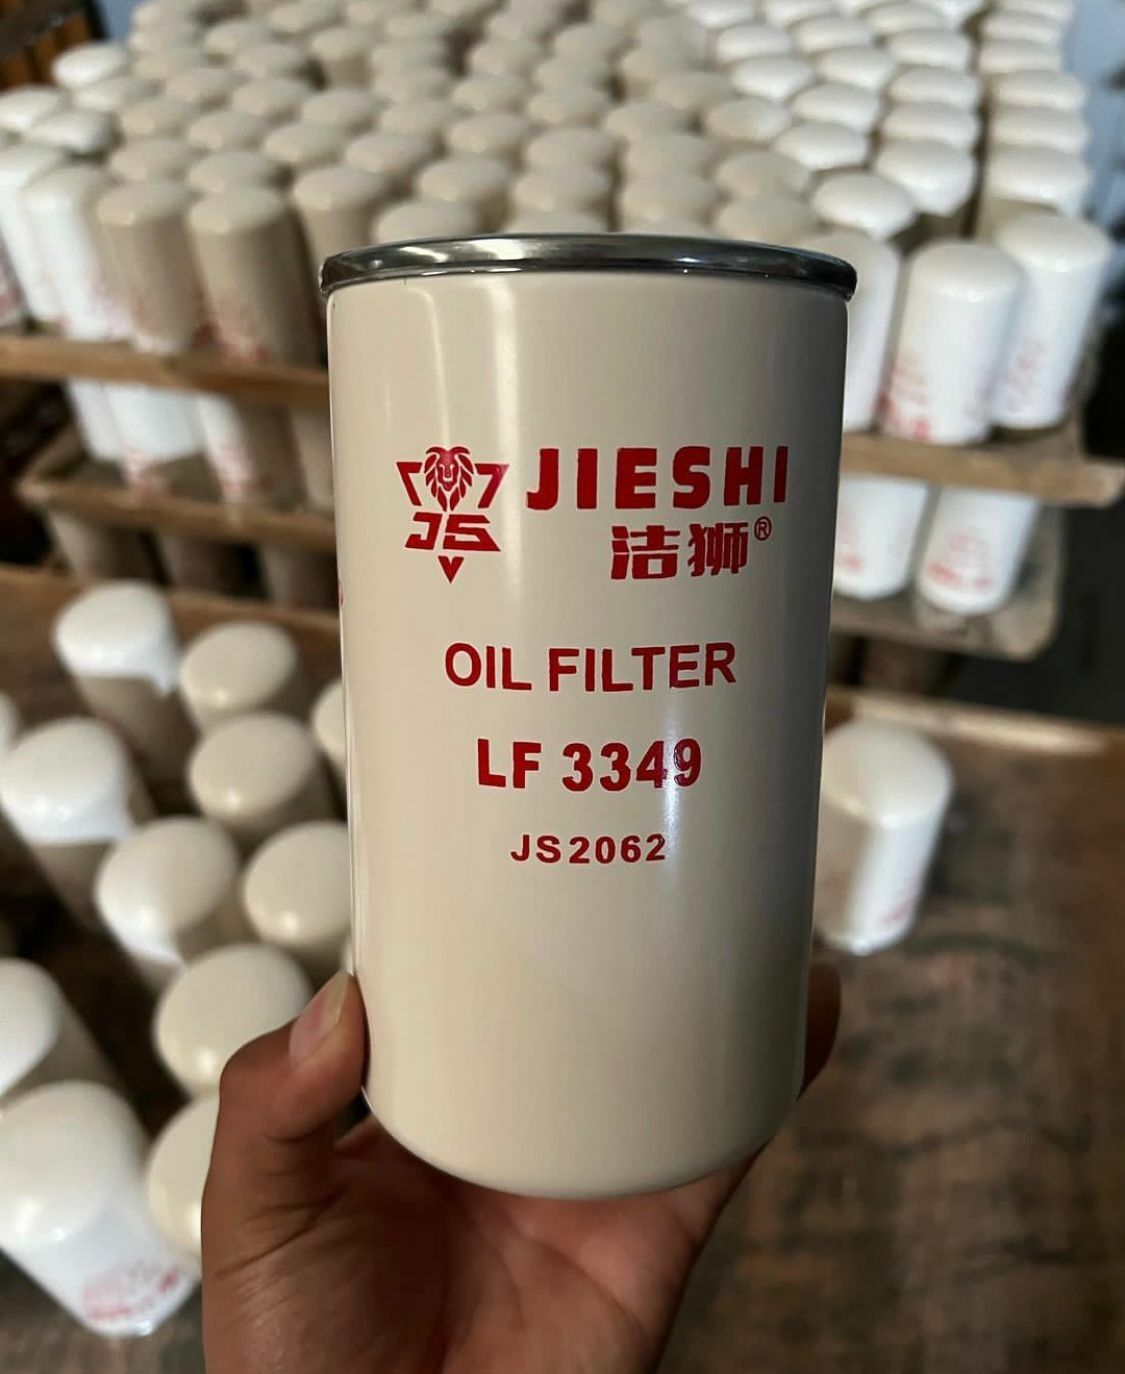 JIESHI
JS
洁狮®
OIL FILTER
LF 3349
JS2062